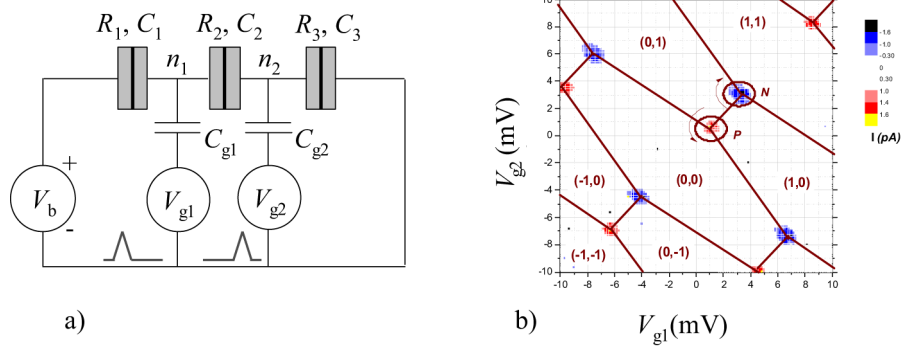 R1, C1 R2, C2 R3, C3
n1 n2
Cg1 Cg2
+
Vb Vg1 Vg2
-
a)
10
8
6
4
2
0
-2
-4
-6
-8
-10
-10 -8 -6 -4 -2 0 2 4 6 8 10
Vg2 (mV)
Vg1(mV)
(0,1)
(1,1)
N
P
(-1,0)
(0,0)
(1,0)
(-1,-1)
(0,-1)
-1.6
-1.0
-0.30
0
0.30
1.0
1.4
1.6
I (pA)
b)